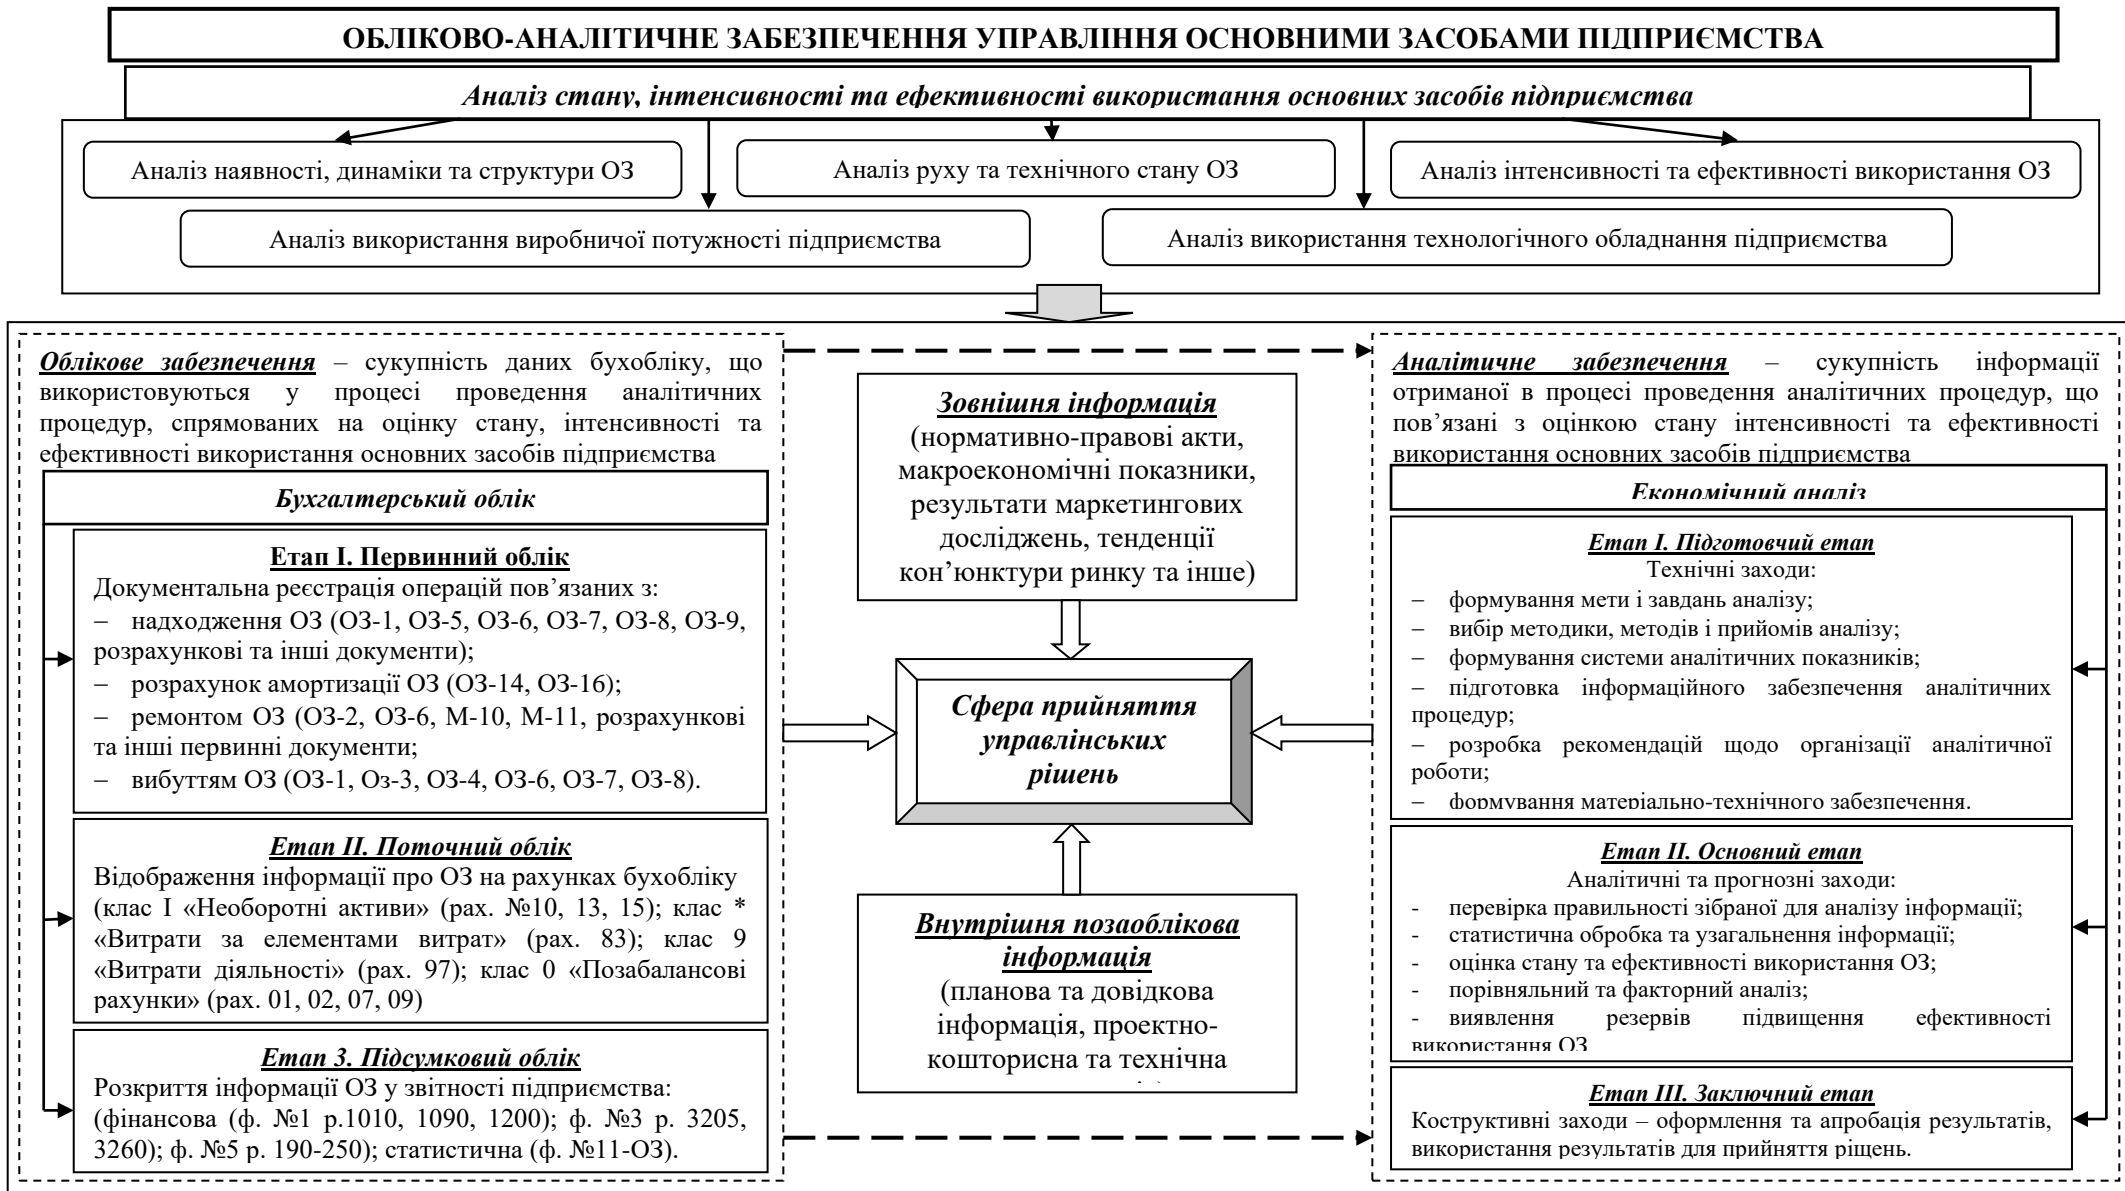 ОБЛІКОВО-АНАЛІТИЧНЕ ЗАБЕЗПЕЧЕННЯ УПРАВЛІННЯ ОСНОВНИМИ ЗАСОБАМИ ПІДПРИЄМСТВА
Аналіз стану, інтенсивності та ефективності використання основних засобів підприємства
Аналіз наявності, динаміки та структури ОЗ
Аналіз руху та технічного стану ОЗ
Аналіз інтенсивності та ефективності використання ОЗ
Аналіз використання виробничої потужності підприємства
Аналіз використання технологічного обладнання підприємства
Облікове забезпечення – сукупність даних бухобліку, що
використовуються у процесі проведення аналітичних
процедур, спрямованих на оцінку стану, інтенсивності та
ефективності використання основних засобів підприємства
Бухгалтерський облік
Етап І. Первинний облік
Документальна реєстрація операцій пов’язаних з:
– надходження ОЗ (ОЗ-1, ОЗ-5, ОЗ-6, ОЗ-7, ОЗ-8, ОЗ-9,
розрахункові та інші документи);
– розрахунок амортизації ОЗ (ОЗ-14, ОЗ-16);
– ремонтом ОЗ (ОЗ-2, ОЗ-6, М-10, М-11, розрахункові
та інші первинні документи;
– вибуттям ОЗ (ОЗ-1, Оз-3, ОЗ-4, ОЗ-6, ОЗ-7, ОЗ-8).
Етап ІІ. Поточний облік
Відображення інформації про ОЗ на рахунках бухобліку
(клас І «Необоротні активи» (рах. №10, 13, 15); клас *
«Витрати за елементами витрат» (рах. 83); клас 9
«Витрати діяльності» (рах. 97); клас 0 «Позабалансові
рахунки» (рах. 01, 02, 07, 09)
Етап 3. Підсумковий облік
Розкриття інформації ОЗ у звітності підприємства:
(фінансова (ф. №1 р.1010, 1090, 1200); ф. №3 р. 3205,
3260); ф. №5 р. 190-250); статистична (ф. №11-ОЗ).
Зовнішня інформація
(нормативно-правові акти,
макроекономічні показники,
результати маркетингових
досліджень, тенденції
кон’юнктури ринку та інше)
Сфера прийняття
управлінських
рішень
Внутрішня позаоблікова
інформація
(планова та довідкова
інформація, проектно-
кошторисна та технічна
Аналітичне забезпечення – сукупність інформації
отриманої в процесі проведення аналітичних процедур, що
пов’язані з оцінкою стану інтенсивності та ефективності
використання основних засобів підприємства
Економічний аналіз
Етап І. Підготовчий етап
Технічні заходи:
– формування мети і завдань аналізу;
– вибір методики, методів і прийомів аналізу;
– формування системи аналітичних показників;
– підготовка інформаційного забезпечення аналітичних
процедур;
– розробка рекомендацій щодо організації аналітичної
роботи;
– формування матеріально-технічного забезпечення.
Етап ІІ. Основний етап
Аналітичні та прогнозні заходи:
- перевірка правильності зібраної для аналізу інформації;
- статистична обробка та узагальнення інформації;
- оцінка стану та ефективності використання ОЗ;
- порівняльний та факторний аналіз;
- виявлення резервів підвищення ефективності
використання ОЗ
Етап ІІІ. Заключний етап
Коструктивні заходи – оформлення та апробація результатів,
використання результатів для прийняття ріщень.